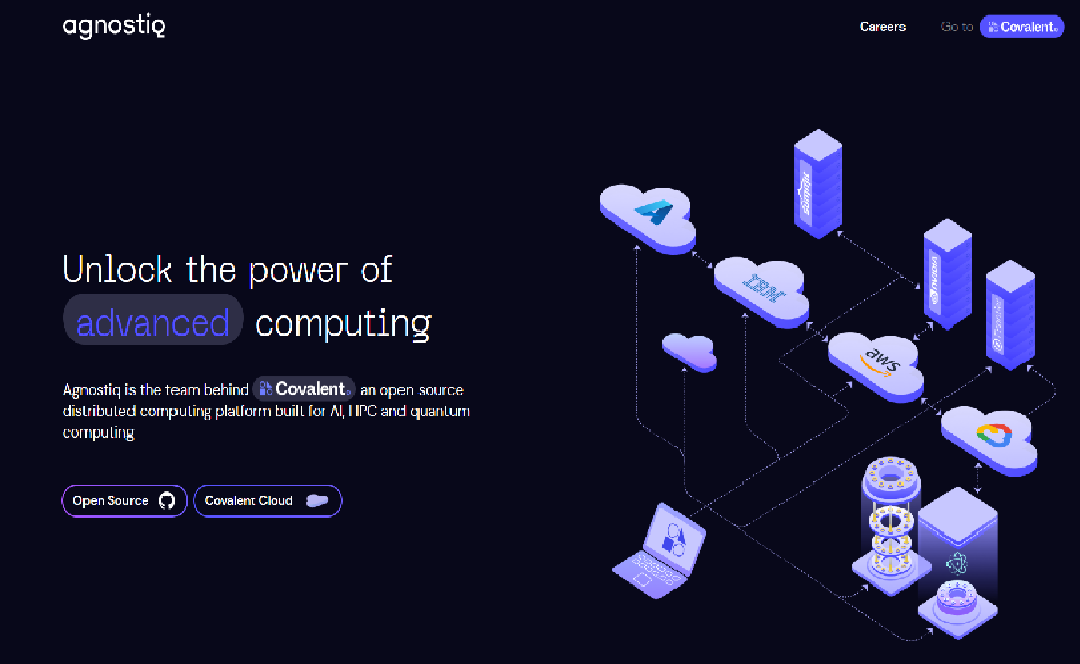 agnostiq
Careers
Go to Covalent
Unlock the power of
advanced computing
Agnostiq is the team behind Covalent an open source
distributed computing platform built for AI, HPC and quantum
computing
Open Source
Covalent Cloud
IBM
aws